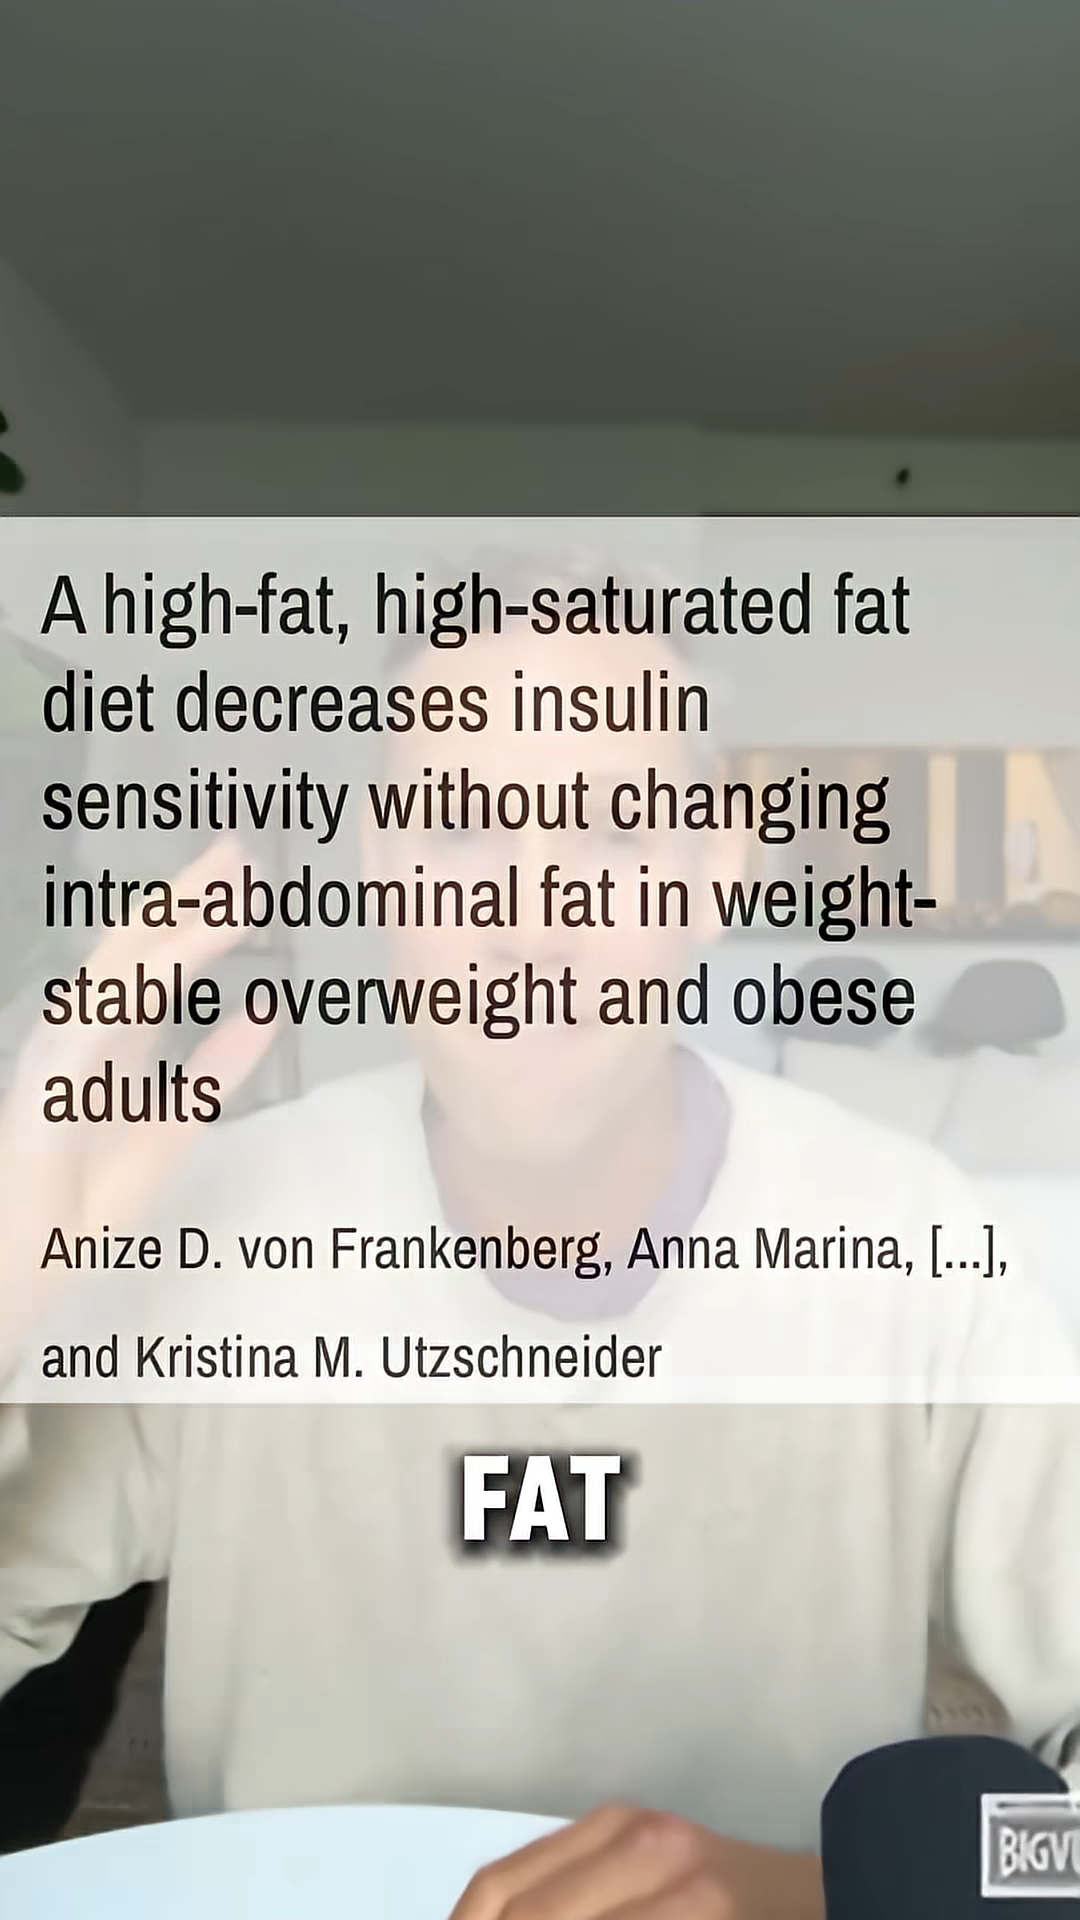 A high-fat, high-saturated fat
diet decreases insulin
sensitivity without changing
intra-abdominal fat in weight-
stable overweight and obese
adults
Anize D. von Frankenberg, Anna Marina, [...],
and Kristina M. Utzschneider
FAT